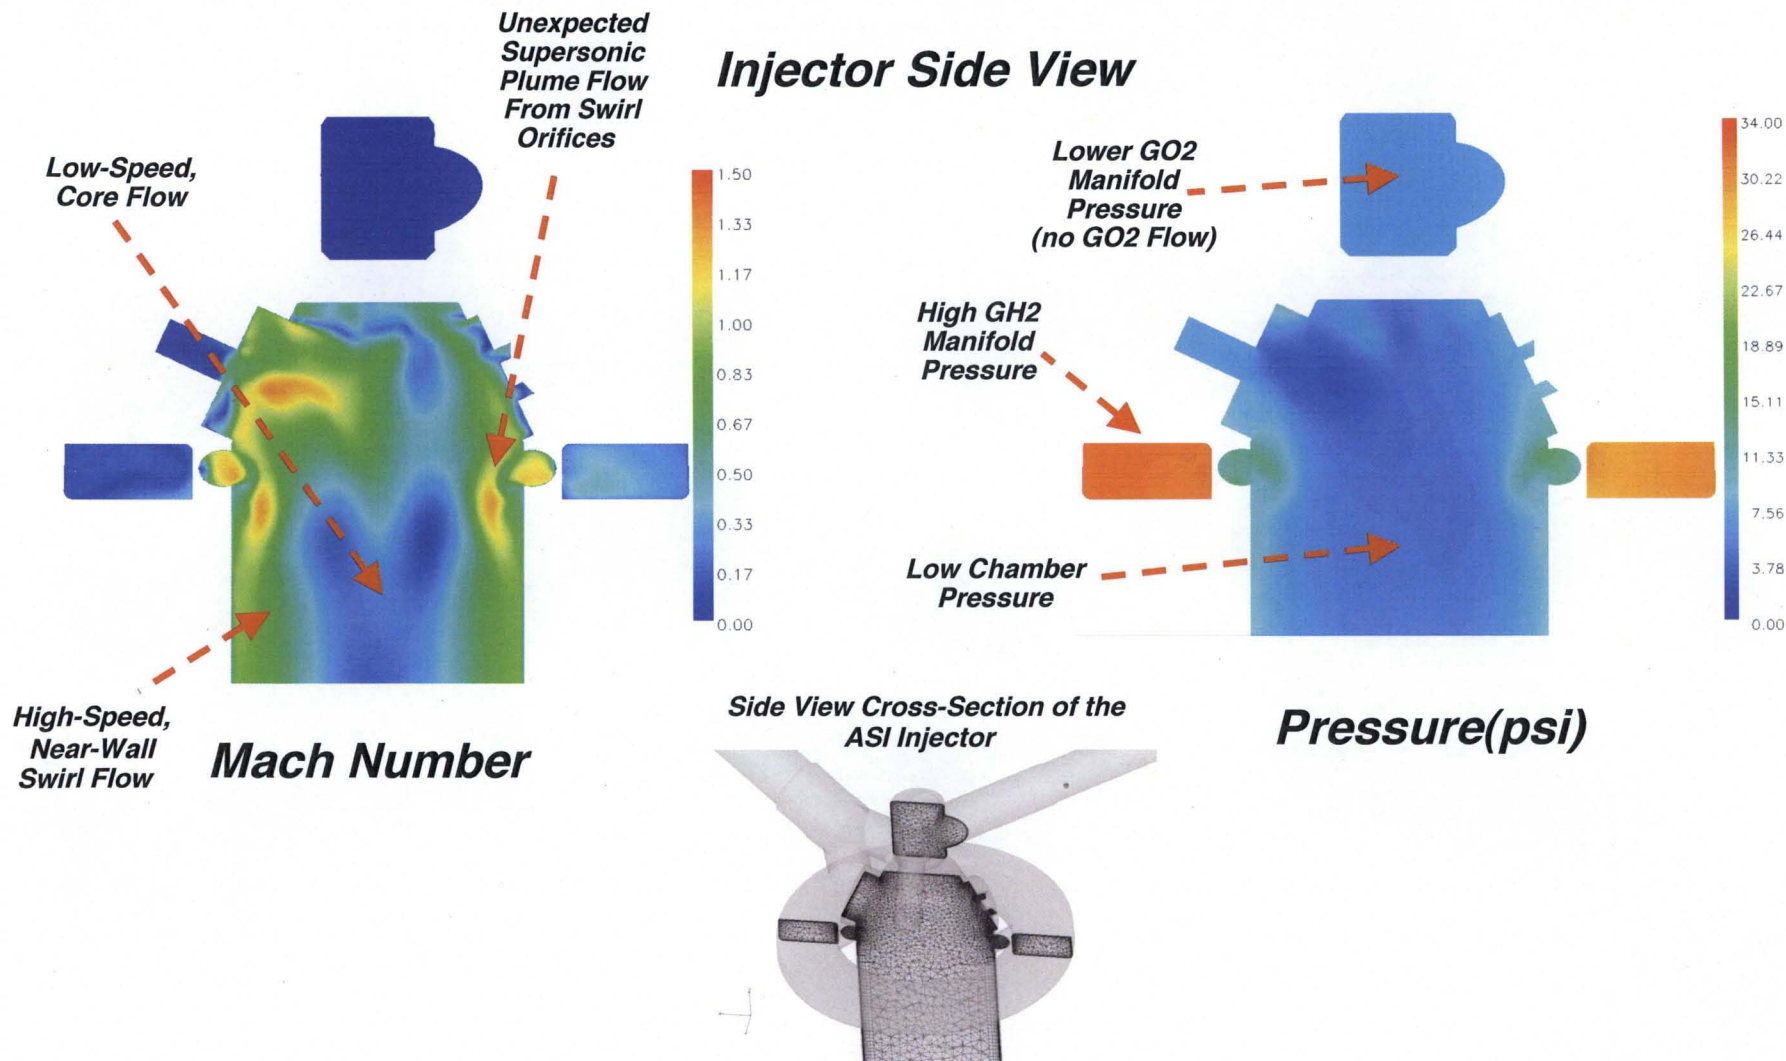 Injector Side View
Unexpected
Supersonic
Plume Flow
From Swirl
Orifices
Low-Speed,
Core Flow
1.50
1.33
1.17
1.00
0.83
0.67
0.50
0.33
0.17
0.00
High-Speed,
Near-Wall
Swirl Flow
Mach Number
Lower GO2
Manifold
Pressure
(no GO2 Flow)
High GH2
Manifold
Pressure
Low Chamber
Pressure
34.00
30.22
26.44
22.67
18.89
15.11
11.33
7.56
3.78
0.00
Pressure(psi)
Side View Cross-Section of the
ASI Injector